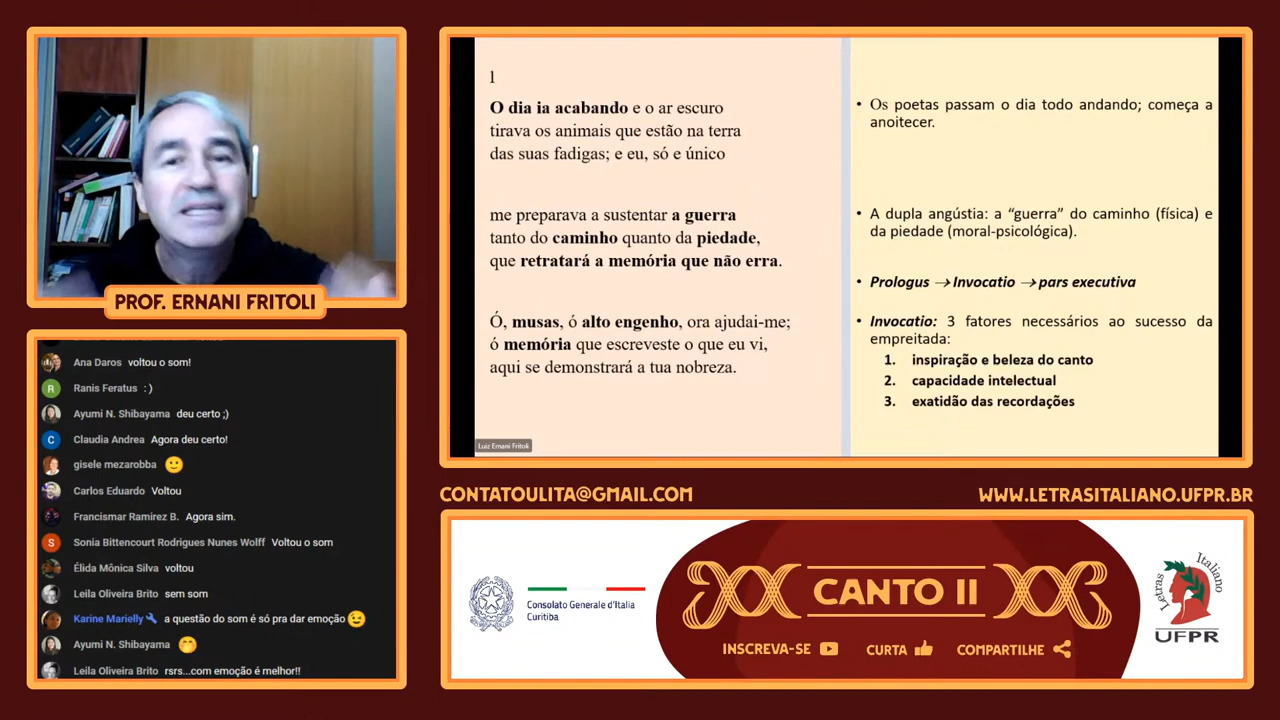 PROF. ERNANI FRITOLI
Ana Daros voltou o som!
R Ranis Feratus : )
Ayumi N. Shibayama deu certo ;)
C Claudia Andrea Agora deu certo!
gisele mezarobba 🙂
Carlos Eduardo Voltou
Francismar Ramirez B. Agora sim.
S Sonia Bittencourt Rodrigues Nunes Wolff Voltou o som
Élida Mônica Silva voltou
Leila Oliveira Brito sem som
Karine Marielly a questão do som é só pra dar emoção 😉
Ayumi N. Shibayama 🤭
Leila Oliveira Brito rsrs...com emoção é melhor!!
1
O dia ia acabando e o ar escuro
tirava os animais que estão na terra
das suas fadigas; e eu, só e único
me preparava a sustentar a guerra
tanto do caminho quanto da piedade,
que retratará a memória que não erra.
Ó, musas, ó alto engenho, ora ajudai-me;
ó memória que escreveste o que eu vi,
aqui se demonstrará a tua nobreza.
Luiz Ernani Fritoli
• Os poetas passam o dia todo andando; começa a
anoitecer.
• A dupla angústia: a “guerra” do caminho (física) e
da piedade (moral-psicológica).
• Prologus → Invocatio → pars executiva
• Invocatio: 3 fatores necessários ao sucesso da
empreitada:
1. inspiração e beleza do canto
2. capacidade intelectual
3. exatidão das recordações
CONTATOULITA@GMAIL.COM
WWW.LETRASITALIANO.UFPR.BR
Consolato Generale d'Italia
Curitiba
CANTO II
INSCREVA-SE
CURTA
COMPARTILHE
Letras Italiano
UFPR